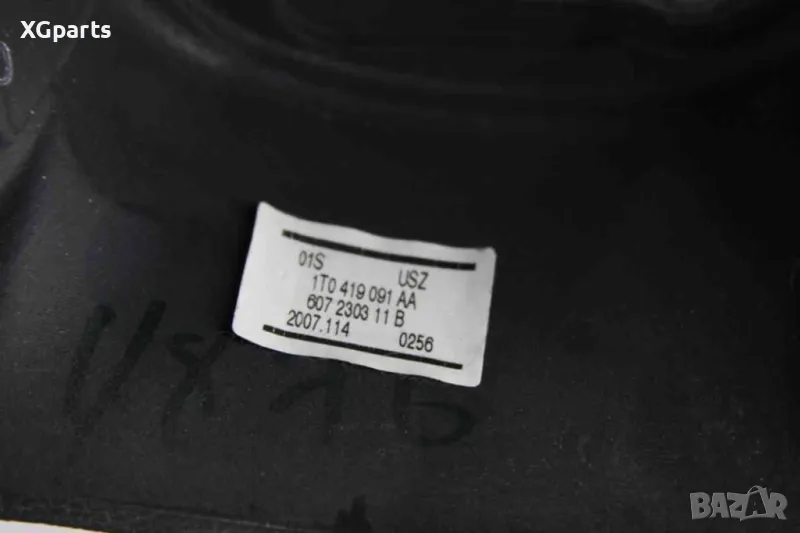 XGparts
01S USZ
1T0 419 091 AA
607 2303 11 B
2007.114 0256
BAZAR